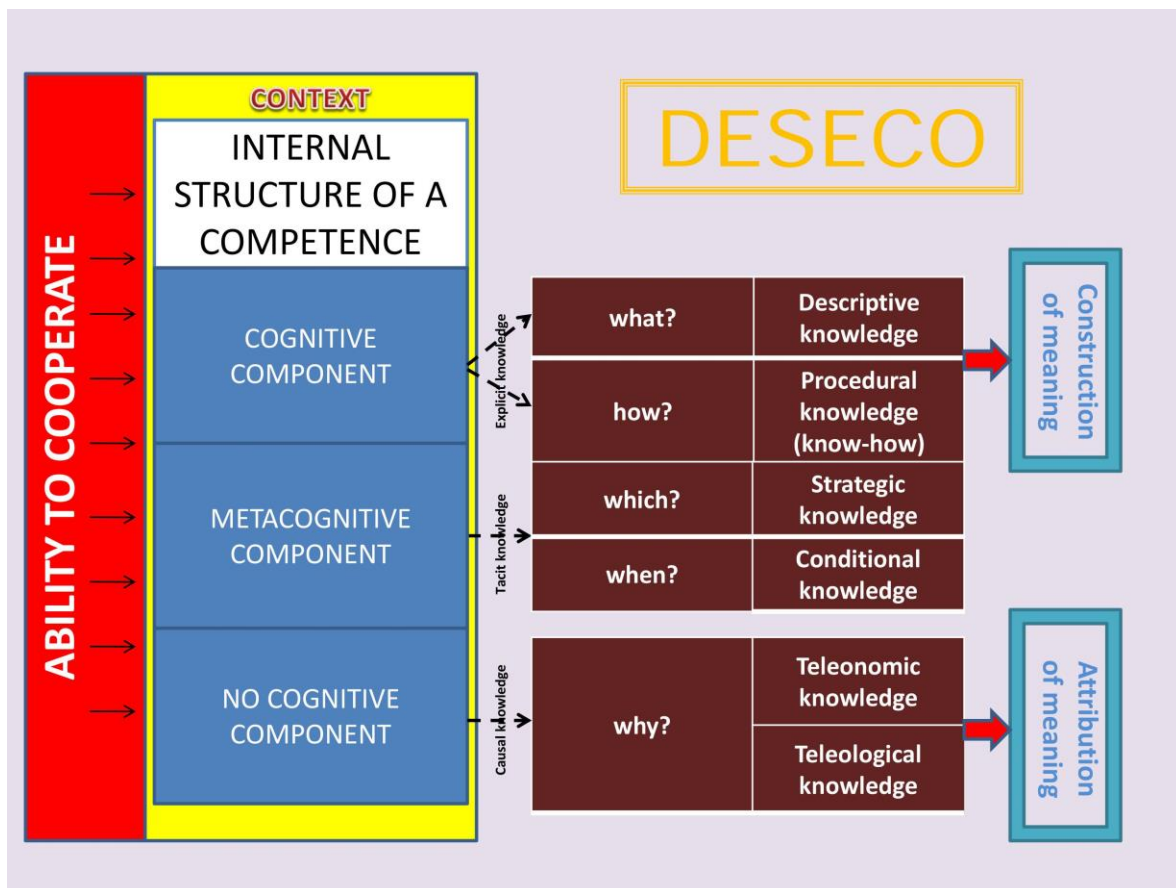 ABILITY TO COOPERATE
CONTEXT
INTERNAL
STRUCTURE OF A
COMPETENCE
COGNITIVE
COMPONENT
METACOGNITIVE
COMPONENT
NO COGNITIVE
COMPONENT
Explicit knowledge
Tacit knowledge
Causal knowledge
DESECO
what?
Descriptive
knowledge
how?
Procedural
knowledge
(know-how)
which?
Strategic
knowledge
when?
Conditional
knowledge
why?
Teleonomic
knowledge
Teleological
knowledge
Construction
of meaning
Attribution
of meaning